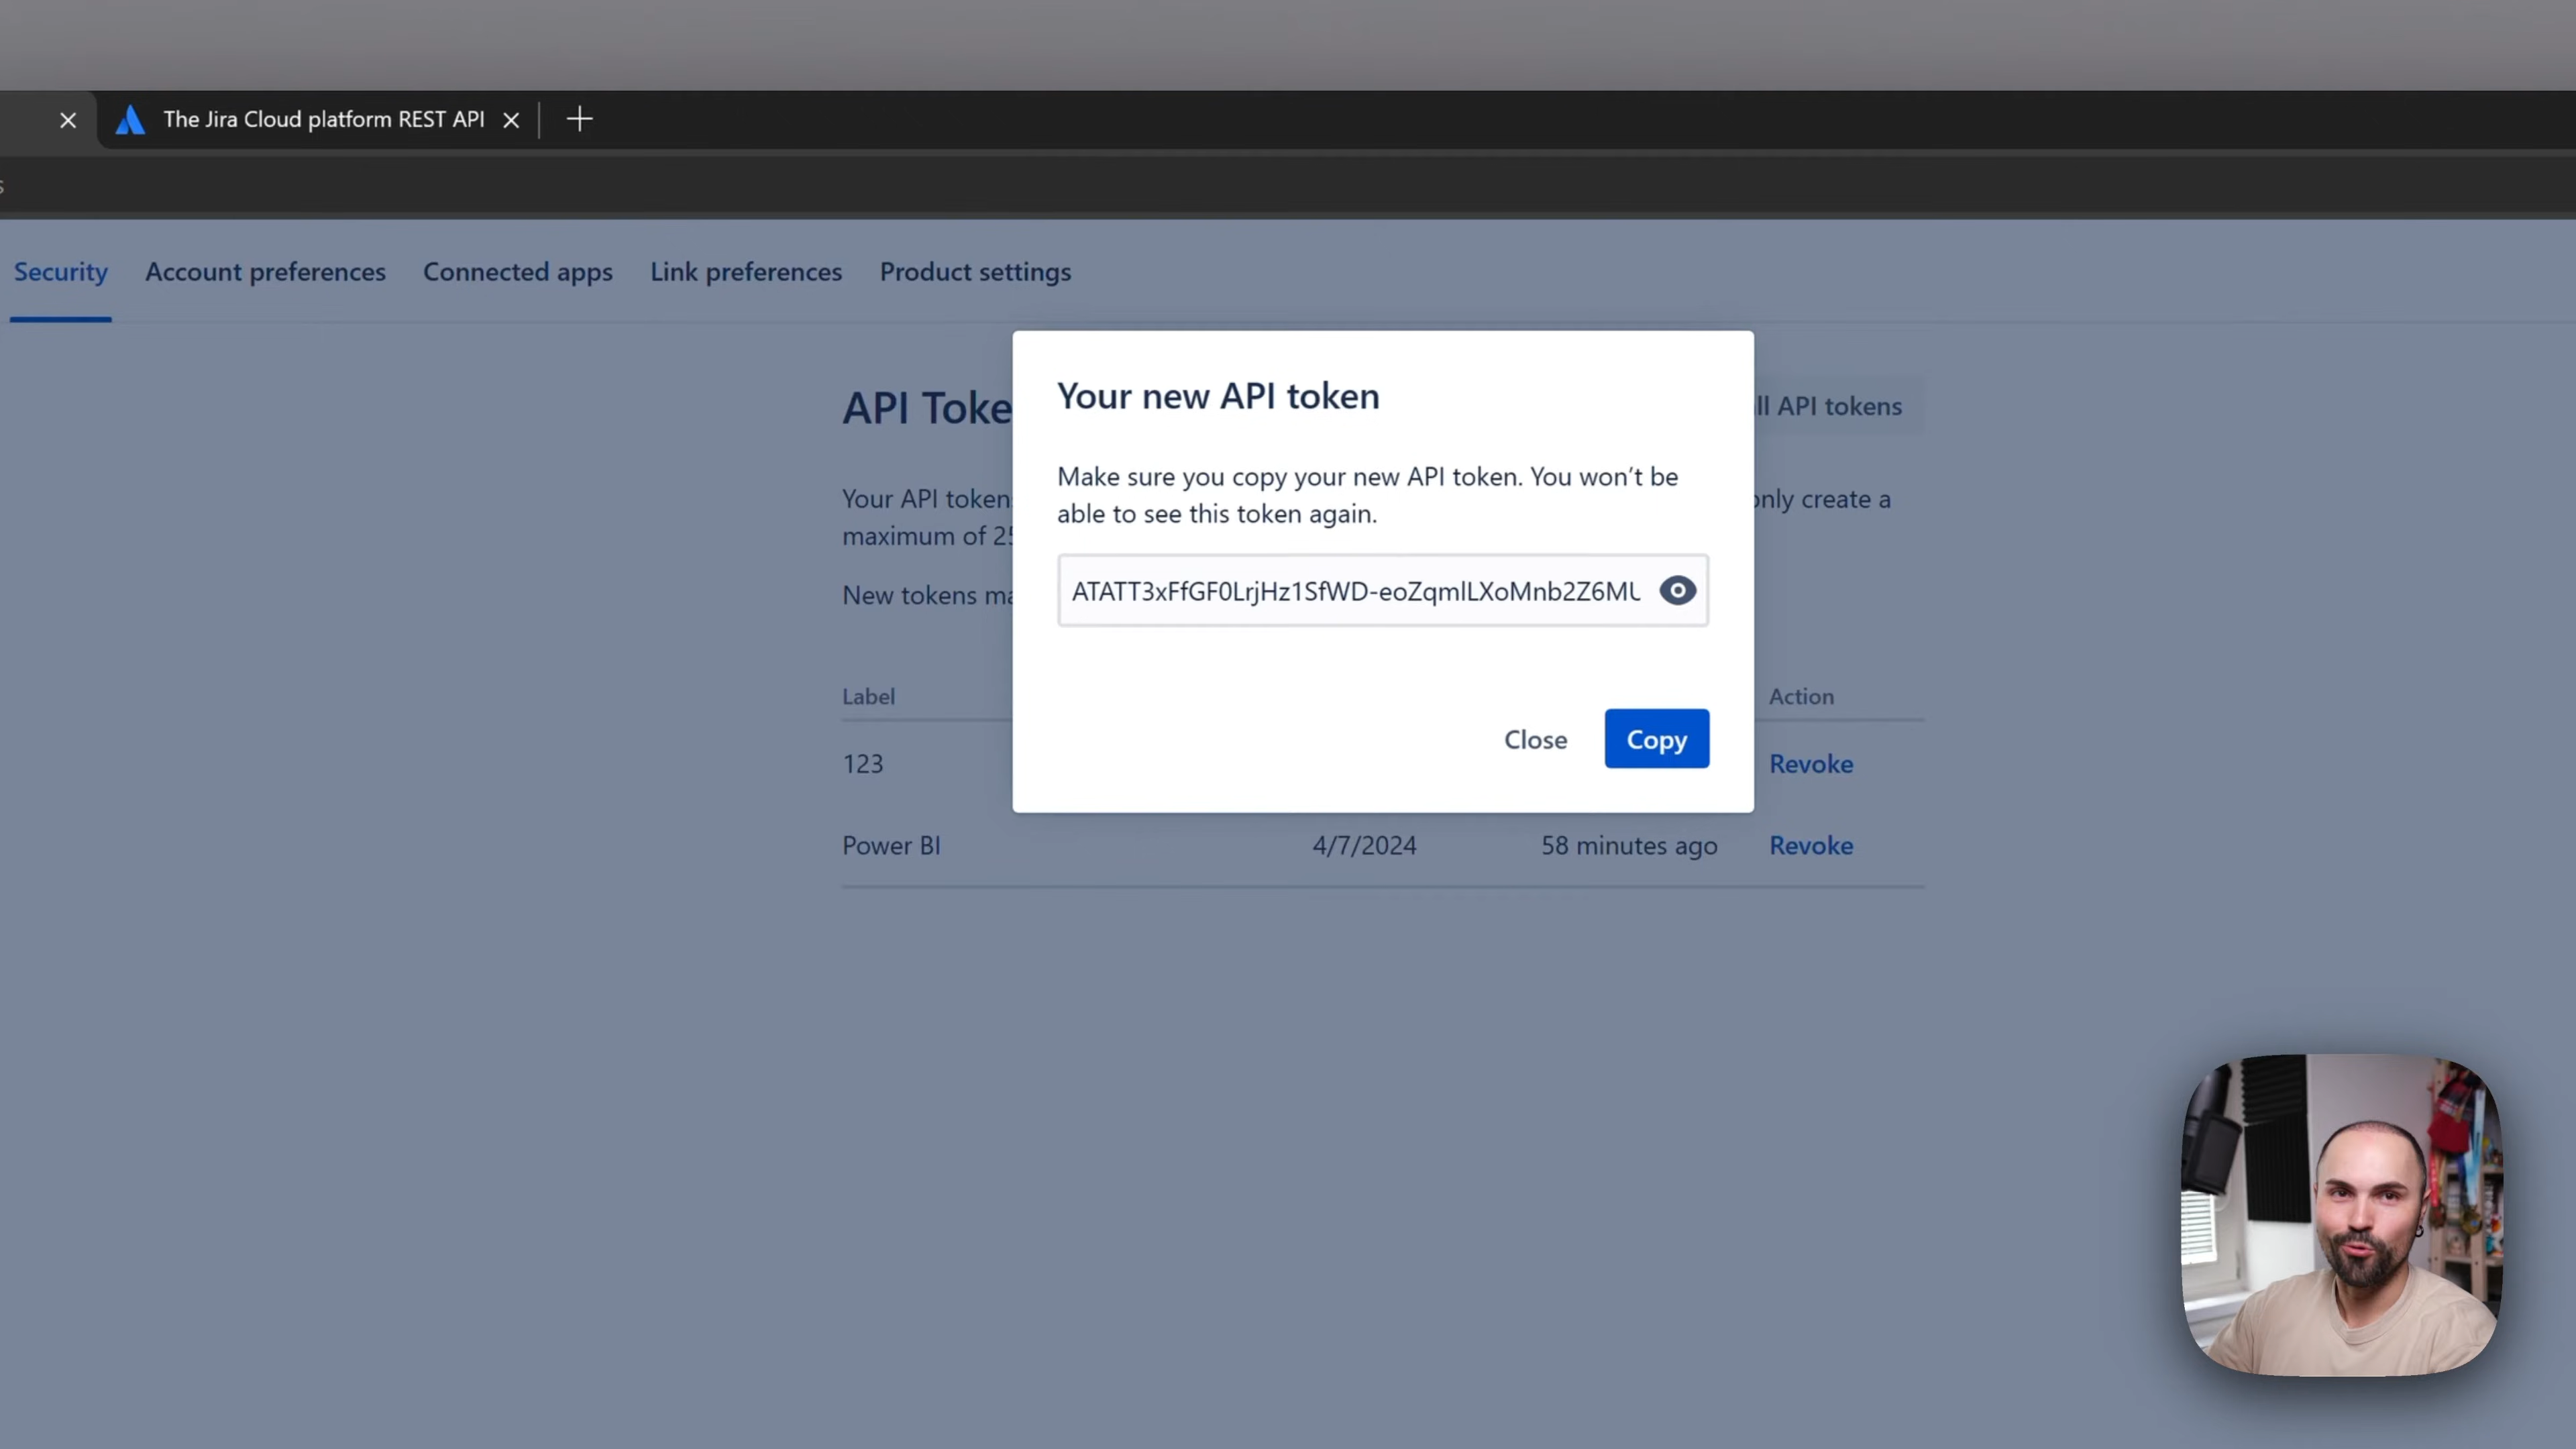 The Jira Cloud platform REST API
s
Security Account preferences Connected apps Link preferences Product settings
API Toke
ll API tokens
Your API token
only create a
maximum of 25
New tokens ma
Your new API token
Make sure you copy your new API token. You won't be
able to see this token again.
ATATT3xFfGF0LrjHz1SfWD-eoZqmlLXoMnb2Z6MU
Close Copy
Label Action
123 Revoke
Power BI 4/7/2024 58 minutes ago Revoke